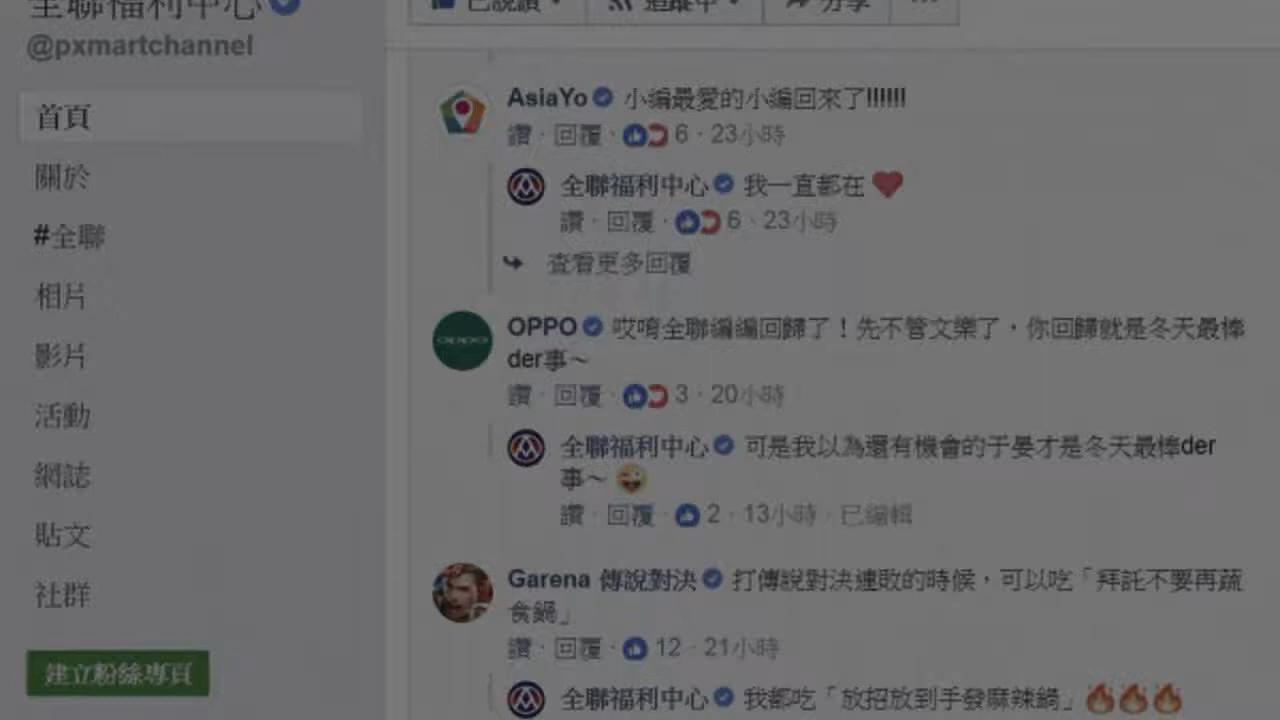 全聯福利中心
已說讚 追蹤中 分享 ...
@pxmartchannel
首頁
關於
#全聯
相片
影片
活動
網誌
貼文
社群
建立粉絲專頁
AsiaYo 小編最愛的小編回來了!!!!!!
讚 · 回覆 · 6 · 23小時
全聯福利中心 我一直都在
讚 · 回覆 · 6 · 23小時
查看更多回覆
OPPO 哎唷全聯編編回歸了！先不管文樂了，你回歸就是冬天最棒
der事～
讚 · 回覆 · 3 · 20小時
全聯福利中心 可是我以為還有機會的于晏才是冬天最棒der
事～
讚 · 回覆 · 2 · 13小時 · 已編輯
OPPO
Garena 傳說對決 打傳說對決連敗的時候，可以吃「拜託不要再蔬
食鍋」
讚 · 回覆 · 12 · 21小時
全聯福利中心 我都吃「放招放到手發麻辣鍋」